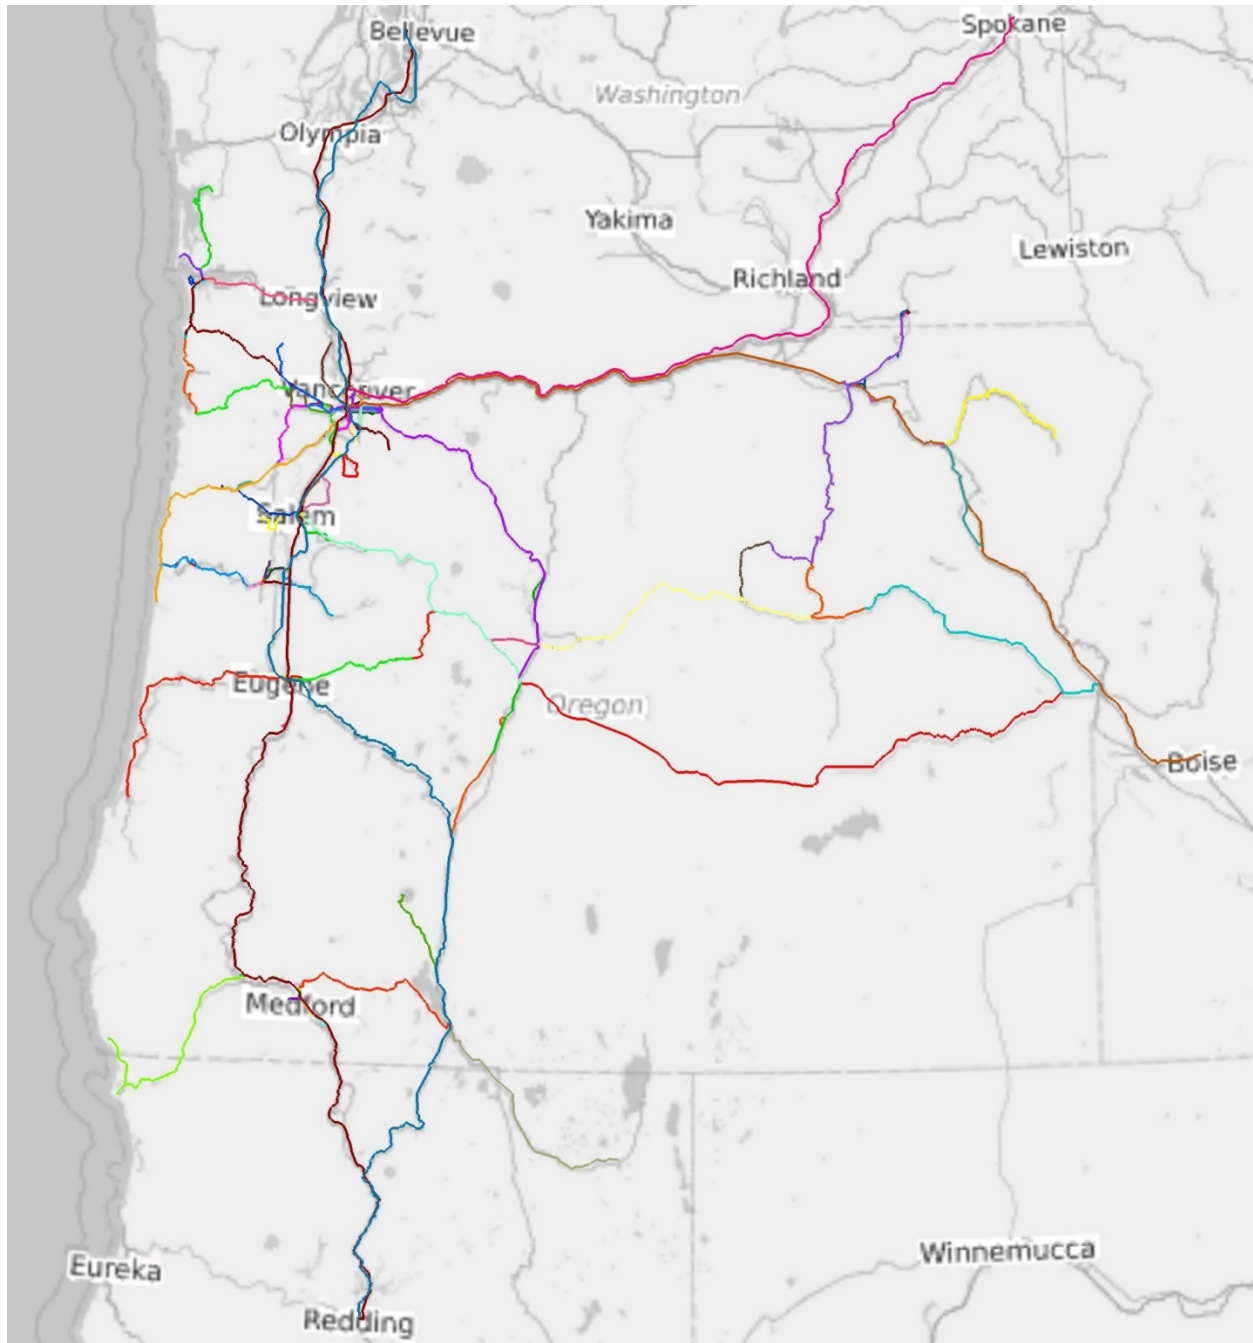 Bellevue
Spokane
Washington
Olympia
Yakima
Lewiston
Richland
Longview
Vancouver
Salem
Eugene
Oregon
Boise
Medford
Eureka
Winnemucca
Redding